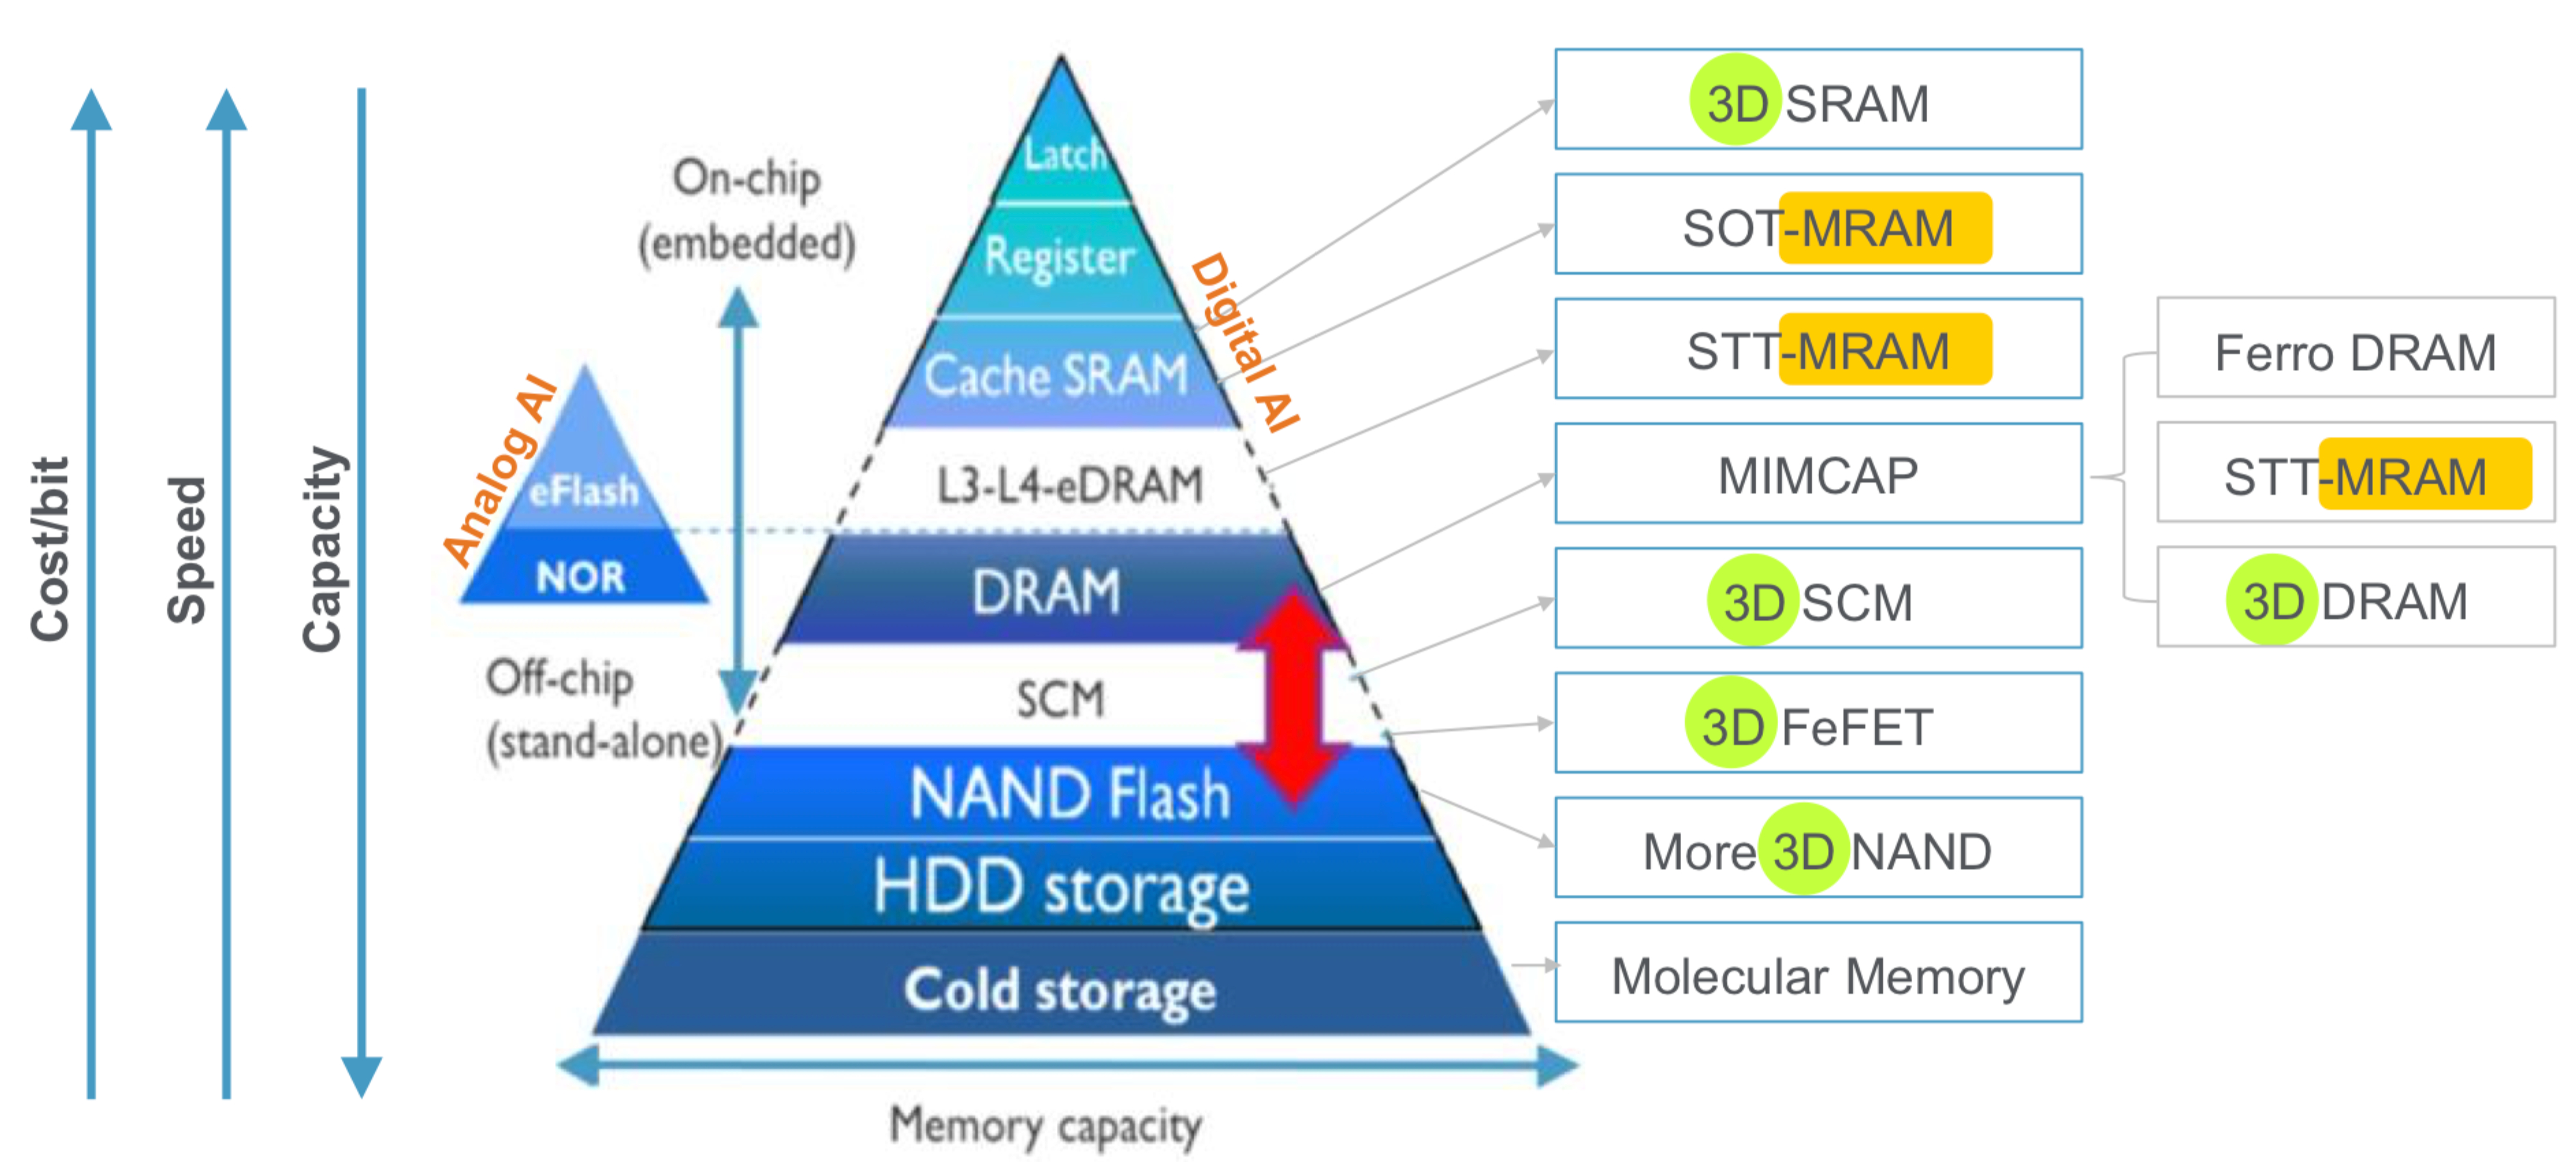 Cost/bit
Speed
Capacity
On-chip
(embedded)
Analog AI
eFlash
NOR
Off-chip
(stand-alone)
Latch
Register
Cache SRAM
L3-L4-eDRAM
DRAM
SCM
NAND Flash
HDD storage
Cold storage
Memory capacity
Digital AI
3D SRAM
SOT-MRAM
STT-MRAM
MIMCAP
3D SCM
3D FeFET
More 3D NAND
Molecular Memory
Ferro DRAM
STT-MRAM
3D DRAM